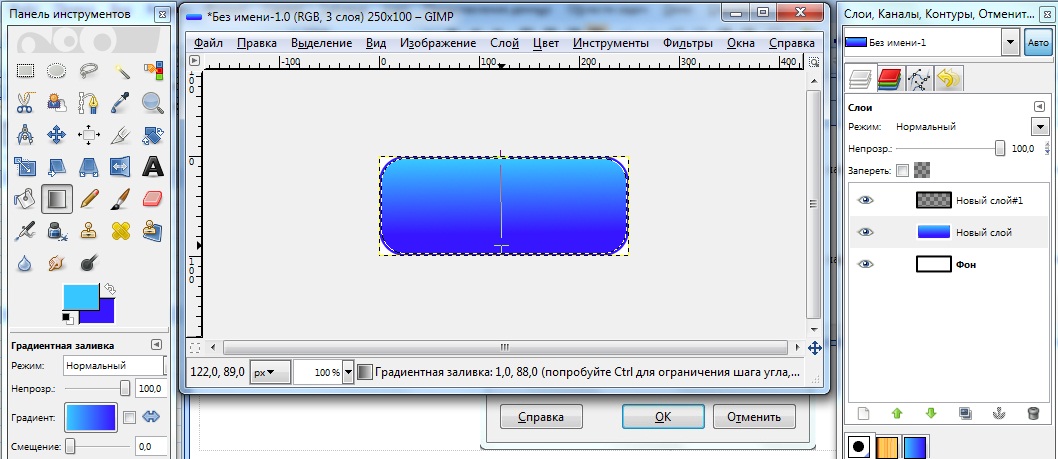 Панель инструментов
*Без имени-1.0 (RGB, 3 слоя) 250x100 – GIMP
Слои, Каналы, Контуры, Отменит...
Файл Правка Выделение Вид Изображение Слой Цвет Инструменты Фильтры Окна Справка
Без имени-1
Авто
-100 0 100 200 300 400
0
100
Слои
Режим: Нормальный
Непрозр.: 100,0
Запереть:
Новый слой#1
Новый слой
Фон
Градиентная заливка
Режим: Нормальный
Непрозр.: 100,0
Градиент:
Смещение: 0,0
122,0, 89,0 px 100 % Градиентная заливка: 1,0, 88,0 (попробуйте Ctrl для ограничения шага угла,...
Справка OK Отменить